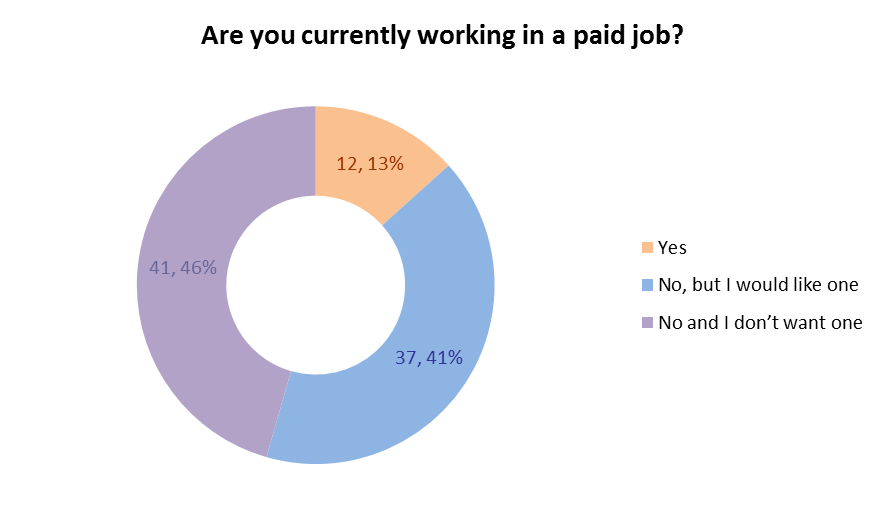 Are you currently working in a paid job?
12, 13%
41, 46%
37, 41%
Yes
No, but I would like one
No and I don’t want one